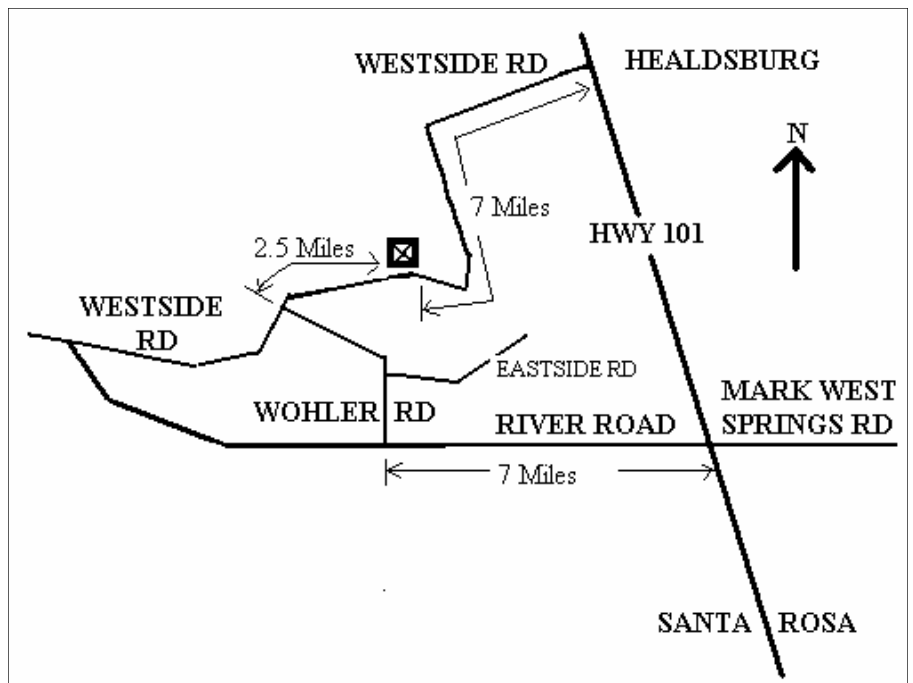 WESTSIDE RD
HEALDSBURG
N
7 Miles
HWY 101
2.5 Miles
WESTSIDE
RD
EASTSIDE RD
MARK WEST
SPRINGS RD
WOHLER RD
RIVER ROAD
7 Miles
SANTA ROSA